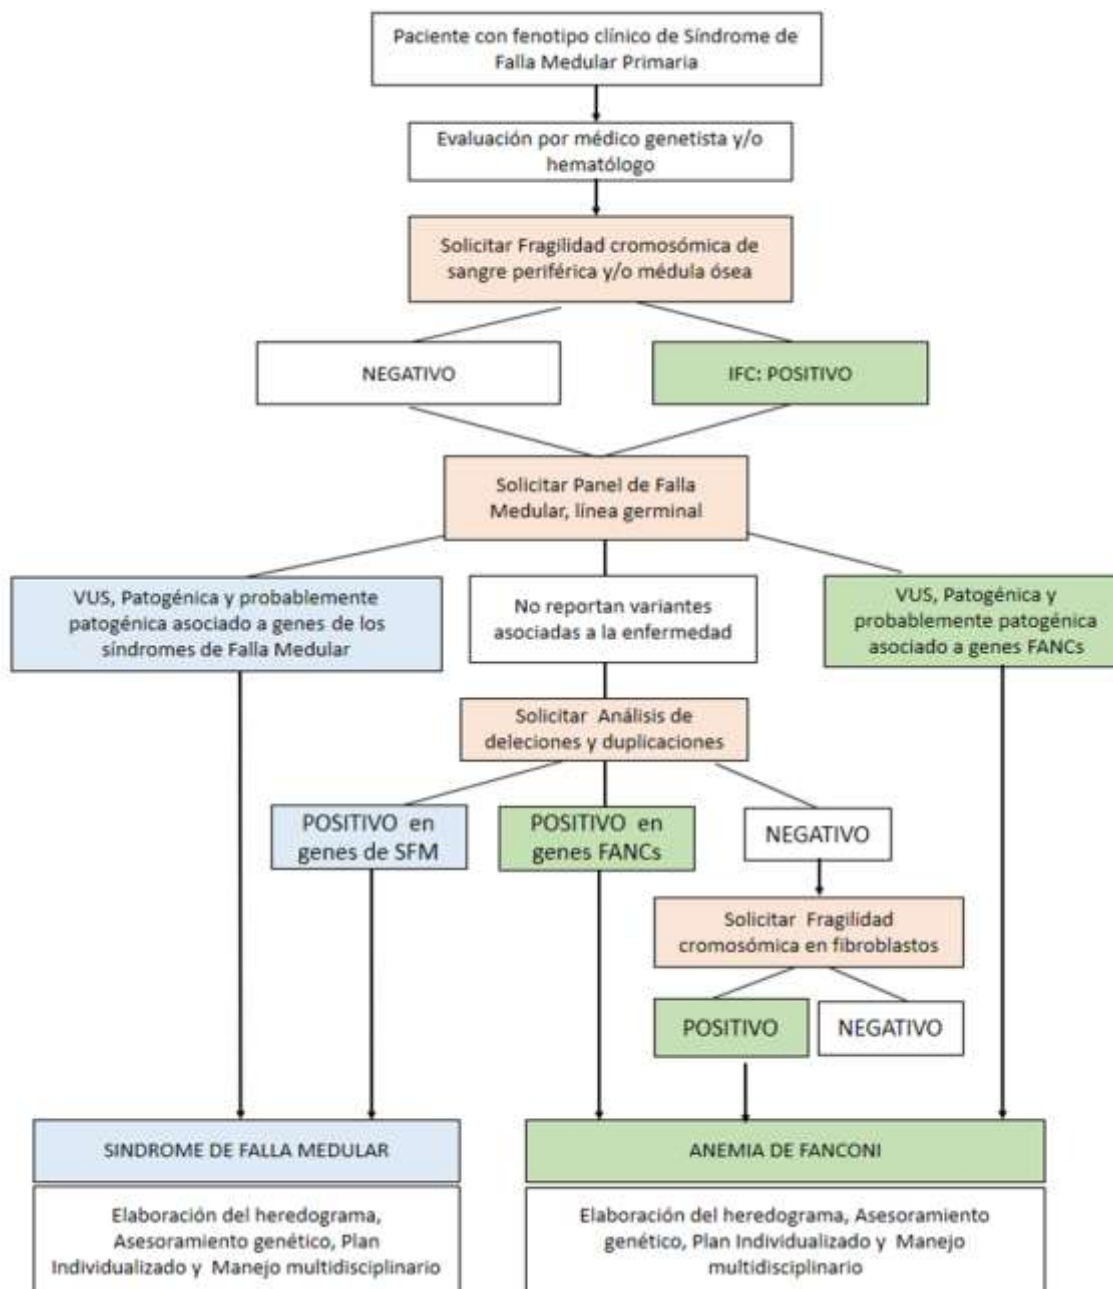 Paciente con fenotipo clínico de Síndrome de
Falla Medular Primaria
Evaluación por médico genetista y/o
hematólogo
Solicitar Fragilidad cromosómica de
sangre periférica y/o médula ósea
NEGATIVO
IFC: POSITIVO
Solicitar Panel de Falla
Medular, línea germinal
VUS, Patogénica y probablemente
patogénica asociado a genes de los
síndromes de Falla Medular
No reportan variantes
asociadas a la enfermedad
VUS, Patogénica y
probablemente patogénica
asociado a genes FANCs
Solicitar Análisis de
deleciones y duplicaciones
POSITIVO en
genes de SFM
POSITIVO en
genes FANCs
NEGATIVO
Solicitar Fragilidad
cromosómica en fibroblastos
POSITIVO
NEGATIVO
SINDROME DE FALLA MEDULAR
ANEMIA DE FANCONI
Elaboración del heredograma,
Asesoramiento genético, Plan
Individualizado y Manejo multidisciplinario
Elaboración del heredograma, Asesoramiento
genético, Plan Individualizado y Manejo
multidisciplinario